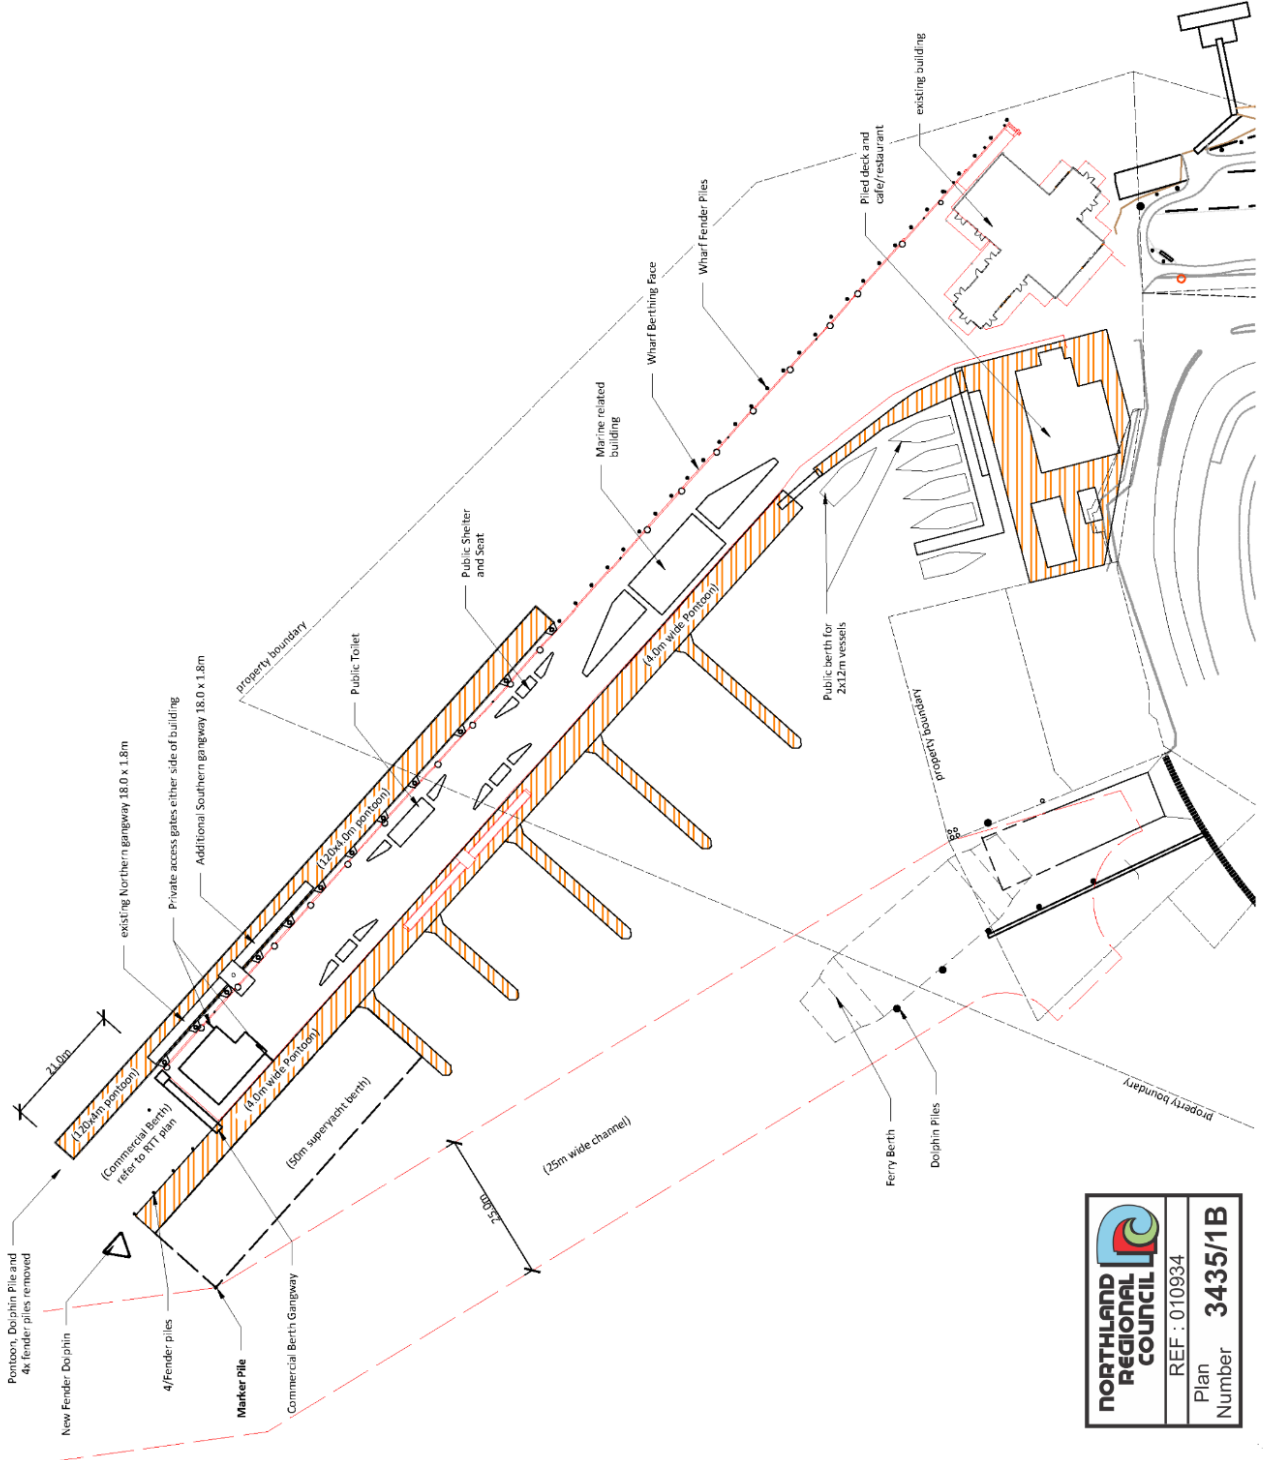 Pontoon, Dolphin Pile and
4x fender piles removed
New Fender Dolphin
4/Fender piles
Marker Pile
Commercial Berth Gangway
21.0m
(120x4m pontoon)
(Commercial Berth)
refer to RTT plan
(4.0m wide Pontoon)
(50m superyacht berth)
existing Northern gangway 18.0 x 1.8m
Private access gates either side of building
Additional Southern gangway 18.0 x 1.8m
property boundary
(120x4.0m pontoon)
Public Toilet
Public Shelter
and Seat
Marine related
building
Wharf Berthing Face
Wharf Fender Piles
Piled deck and
cafe/restaurant
existing building
(4.0m wide Pontoon)
Public berth for
2x12m vessels
property boundary
(25m wide channel)
25.0m
Ferry Berth
Dolphin Piles
property boundary
NORTHLAND
REGIONAL
COUNCIL
REF : 010934
Plan
Number 3435/1B